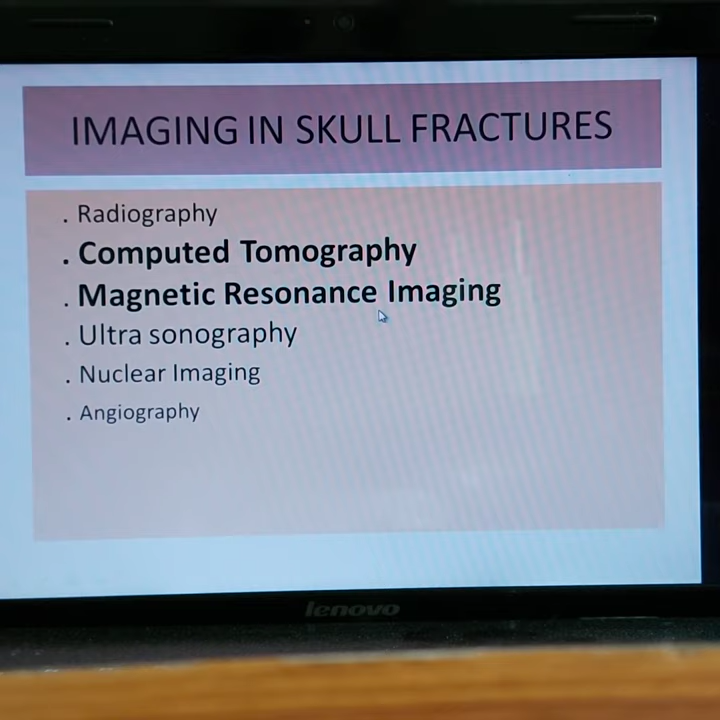 IMAGING IN SKULL FRACTURES
. Radiography
. Computed Tomography
. Magnetic Resonance Imaging
. Ultra sonography
. Nuclear Imaging
. Angiography
lenovo